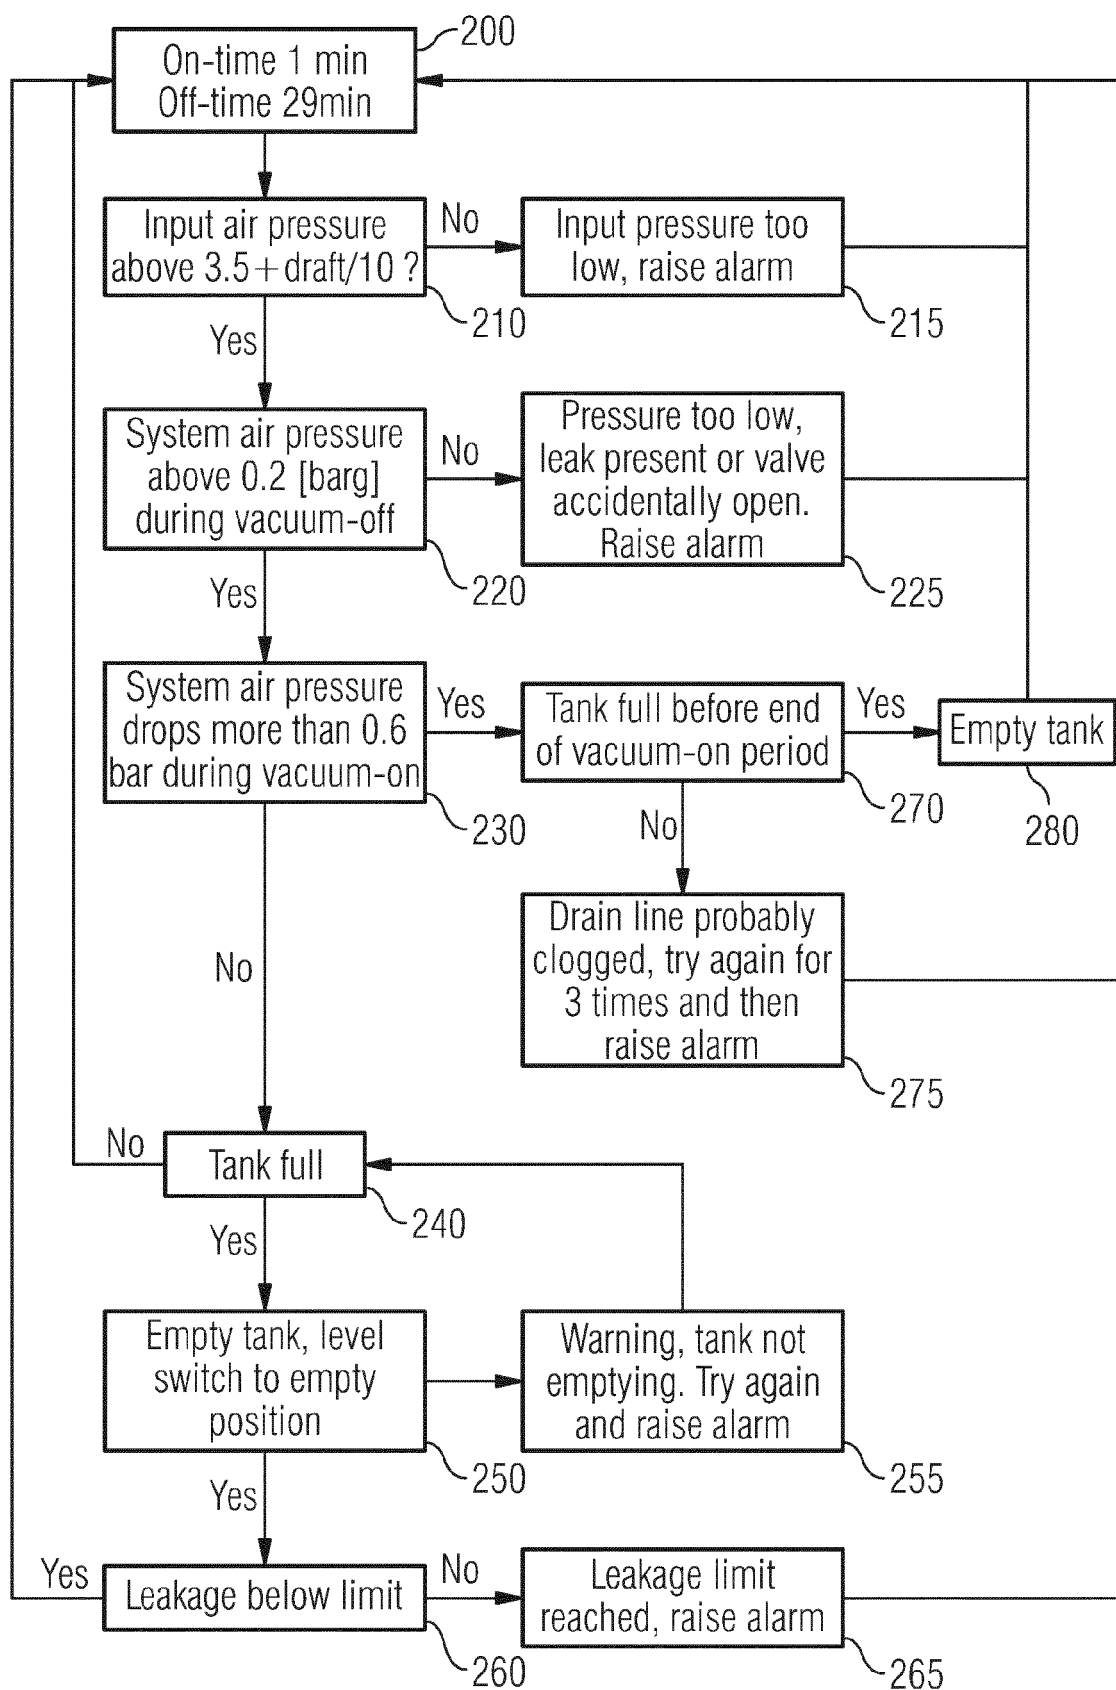 200
On-time 1 min
Off-time 29min
Input air pressure
above 3.5+draft/10 ?
No
Input pressure too
low, raise alarm
210
215
Yes
System air pressure
above 0.2 [barg]
during vacuum-off
No
Pressure too low,
leak present or valve
accidentally open.
Raise alarm
220
225
Yes
System air pressure
drops more than 0.6
bar during vacuum-on
Yes
Tank full before end
of vacuum-on period
Yes
Empty tank
230
270
280
No
Drain line probably
clogged, try again for
3 times and then
raise alarm
275
No
No
Tank full
240
Yes
Empty tank, level
switch to empty
position
Warning, tank not
emptying. Try again
and raise alarm
250
255
Yes
Yes
Leakage below limit
No
Leakage limit
reached, raise alarm
260
265